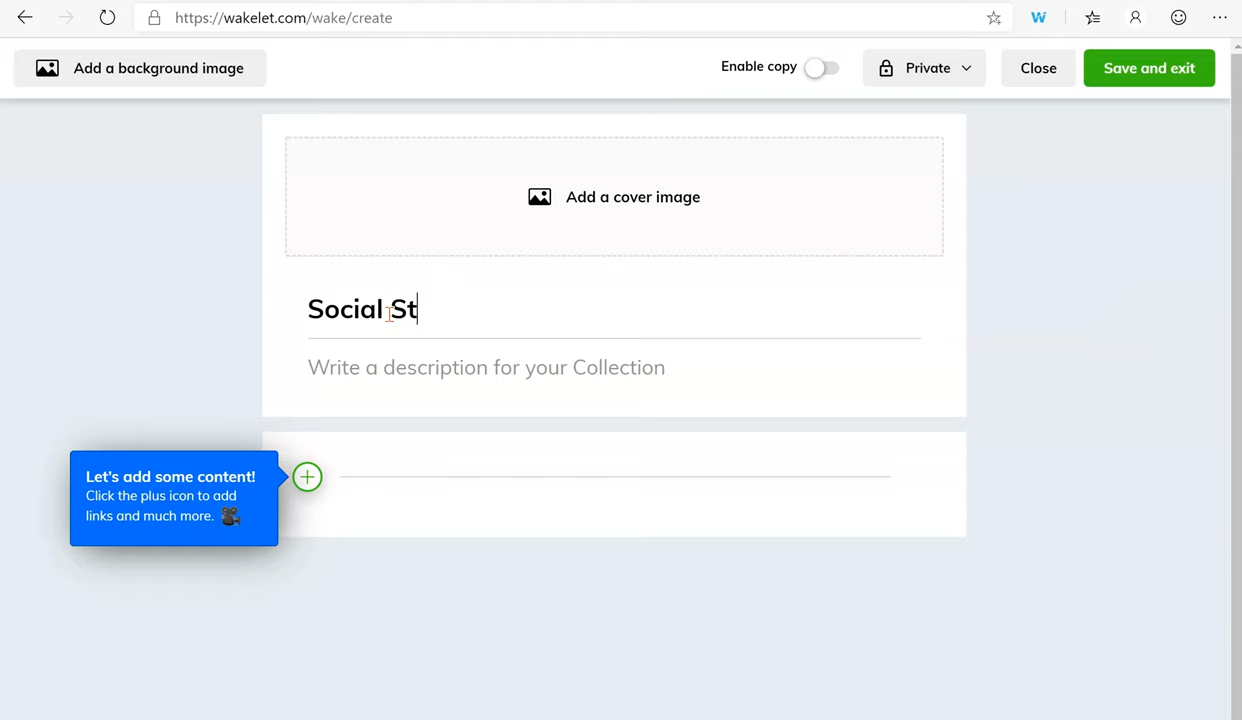 https://wakelet.com/wake/create
W
Add a background image
Enable copy
Private
Close
Save and exit
Add a cover image
Social St
Write a description for your Collection
Let's add some content!
Click the plus icon to add
links and much more.